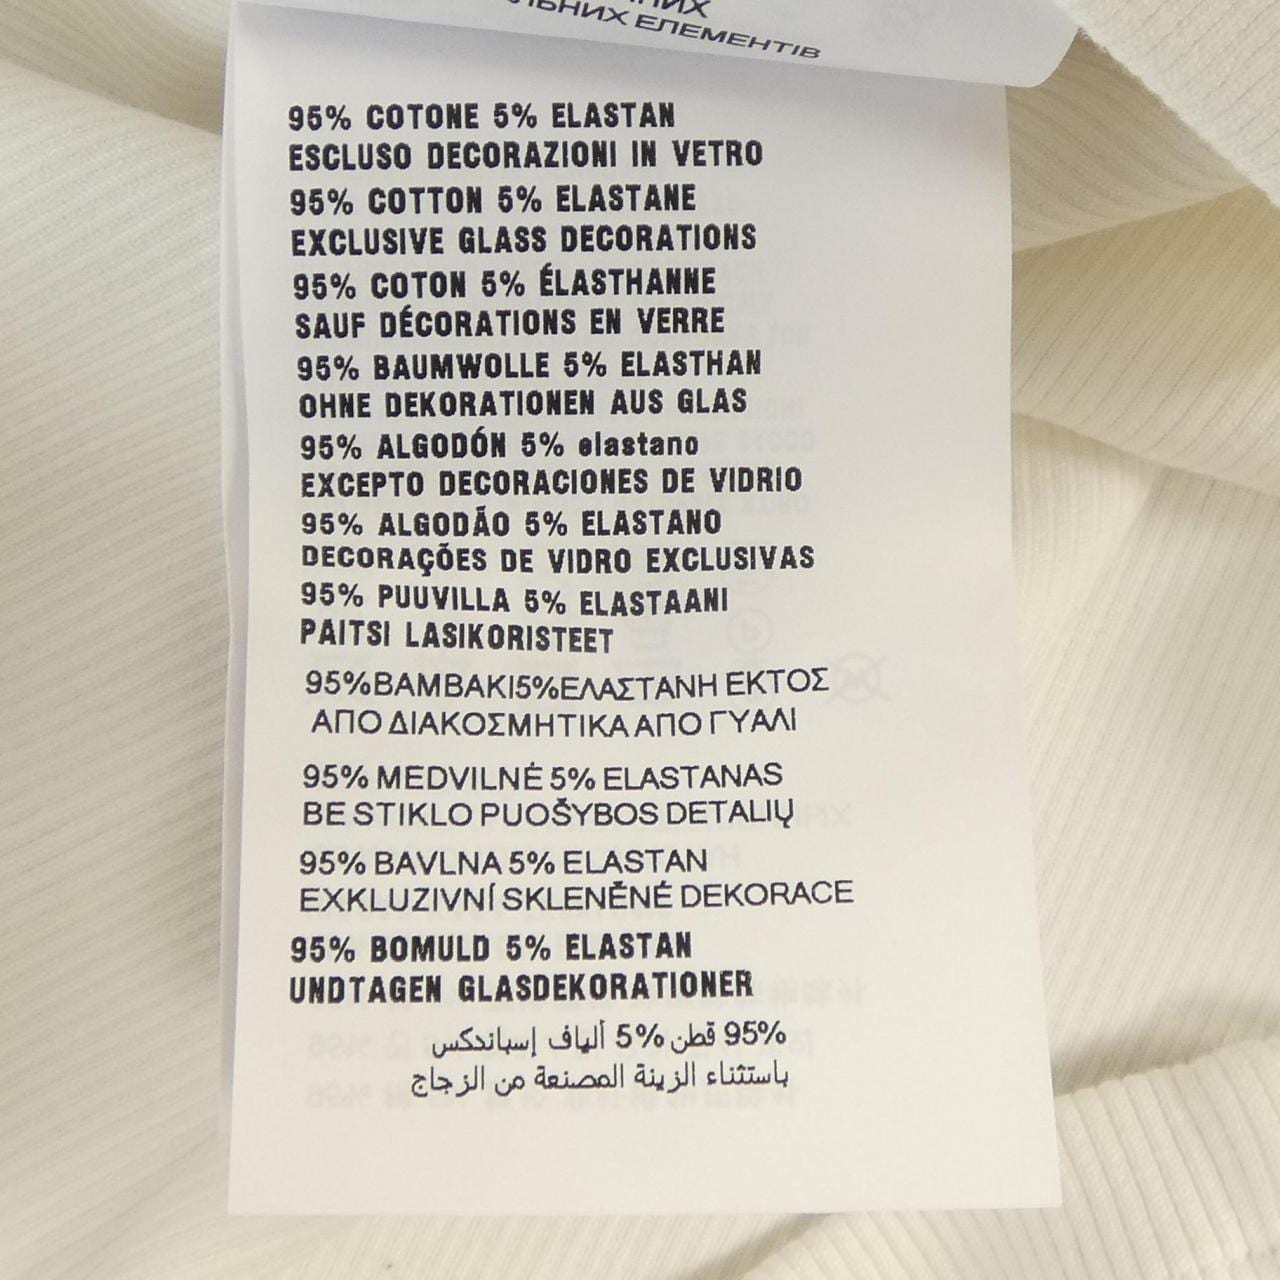 ЕЛЕМЕНТІВ
95% COTONE 5% ELASTAN
ESCLUSO DECORAZIONI IN VETRO
95% COTTON 5% ELASTANE
EXCLUSIVE GLASS DECORATIONS
95% COTON 5% ÉLASTHANNE
SAUF DÉCORATIONS EN VERRE
95% BAUMWOLLE 5% ELASTHAN
OHNE DEKORATIONEN AUS GLAS
95% ALGODÓN 5% elastano
EXCEPTO DECORACIONES DE VIDRIO
95% ALGODÃO 5% ELASTANO
DECORAÇÕES DE VIDRO EXCLUSIVAS
95% PUUVILLA 5% ELASTAANI
PAITSI LASIKORISTEET
95%ΒΑΜΒΑΚΙ5%ΕΛΑΣΤΑΝΗ ΕΚΤΟΣ
ΑΠΟ ΔΙΑΚΟΣΜΗΤΙΚΑ ΑΠΟ ΓΥΑΛΙ
95% MEDVILNĖ 5% ELASTANAS
BE STIKLO PUOŠYBOS DETALIŲ
95% BAVLNA 5% ELASTAN
EXKLUZIVNÍ SKLENĚNÉ DEKORACE
95% BOMULD 5% ELASTAN
UNDTAGEN GLASDEKORATIONER
95% قطن 5% ألياف إسباندكس
باستثناء الزينة المصنعة من الزجاج